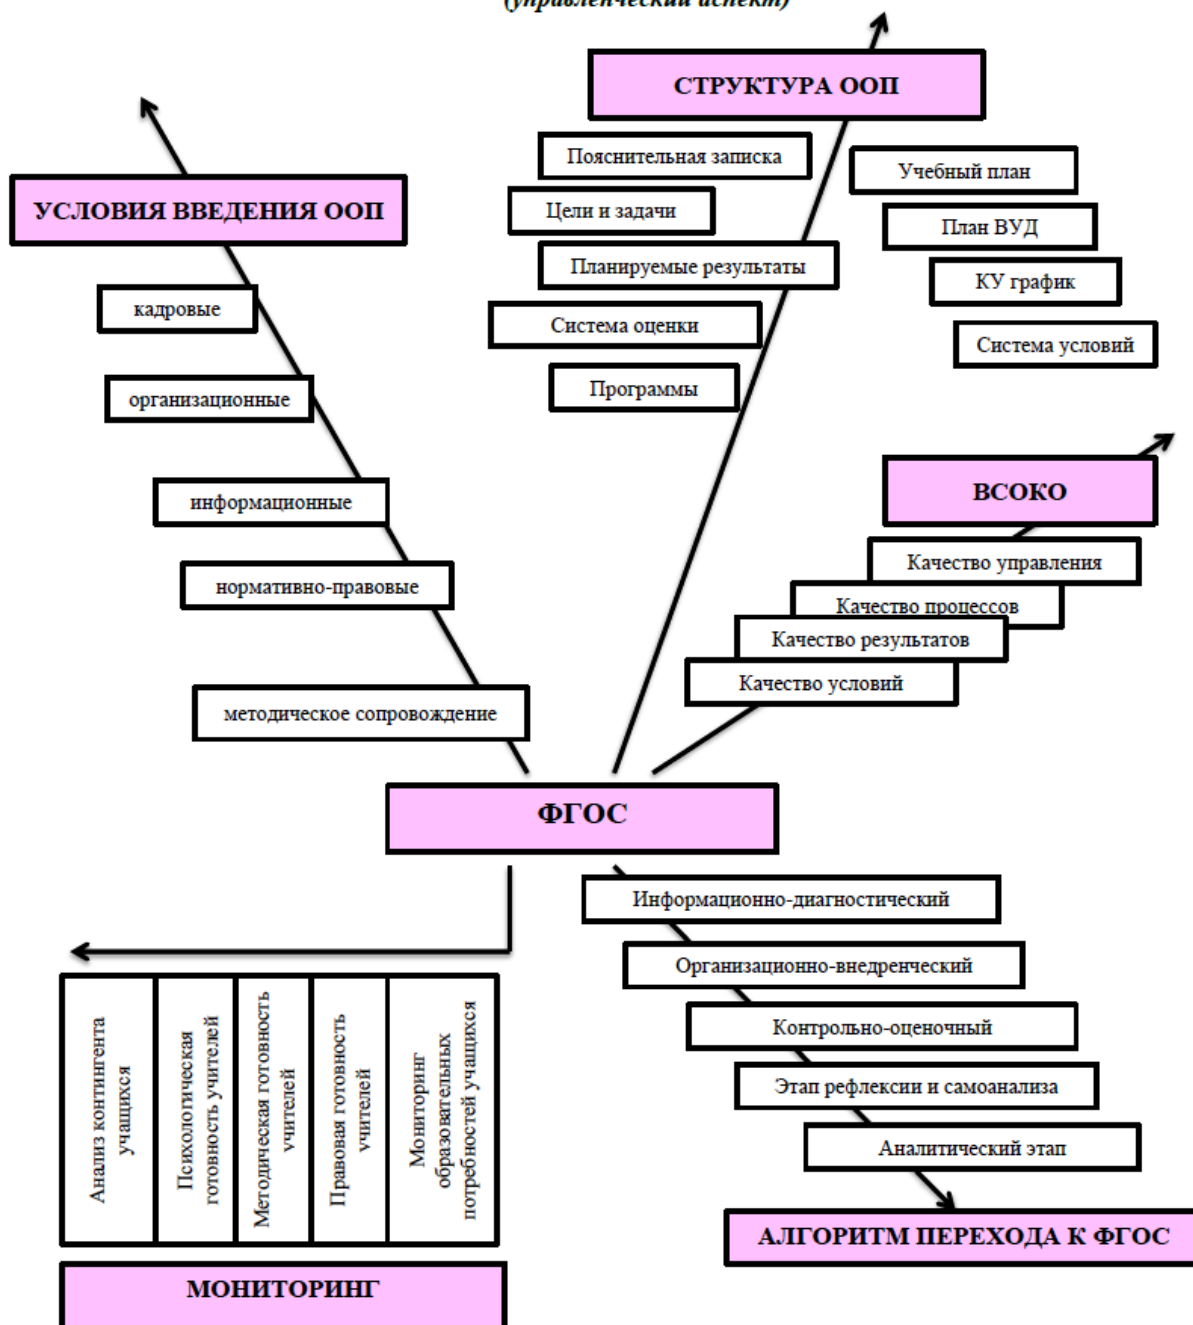 (управленческий аспект)
СТРУКТУРА ООП
Пояснительная записка
Учебный план
УСЛОВИЯ ВВЕДЕНИЯ ООП
Цели и задачи
План ВУД
Планируемые результаты
КУ график
кадровые
Система оценки
Система условий
Программы
организационные
ВСОКО
информационные
Качество управления
нормативно-правовые
Качество процессов
Качество результатов
Качество условий
методическое сопровождение
ФГОС
Информационно-диагностический
Организационно-внедренческий
Контрольно-оценочный
Этап рефлексии и самоанализа
Аналитический этап
АЛГОРИТМ ПЕРЕХОДА К ФГОС
Анализ контингента
учащихся
Психологическая
готовность учителей
Методическая готовность
учителей
Правовая готовность
учителей
Мониторинг
образовательных
потребностей учащихся
МОНИТОРИНГ